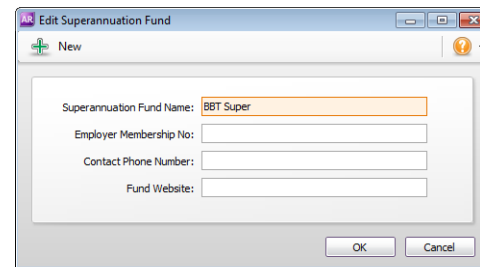 AR Edit Superannuation Fund
New
Superannuation Fund Name: BBT Super
Employer Membership No:
Contact Phone Number:
Fund Website:
OK Cancel